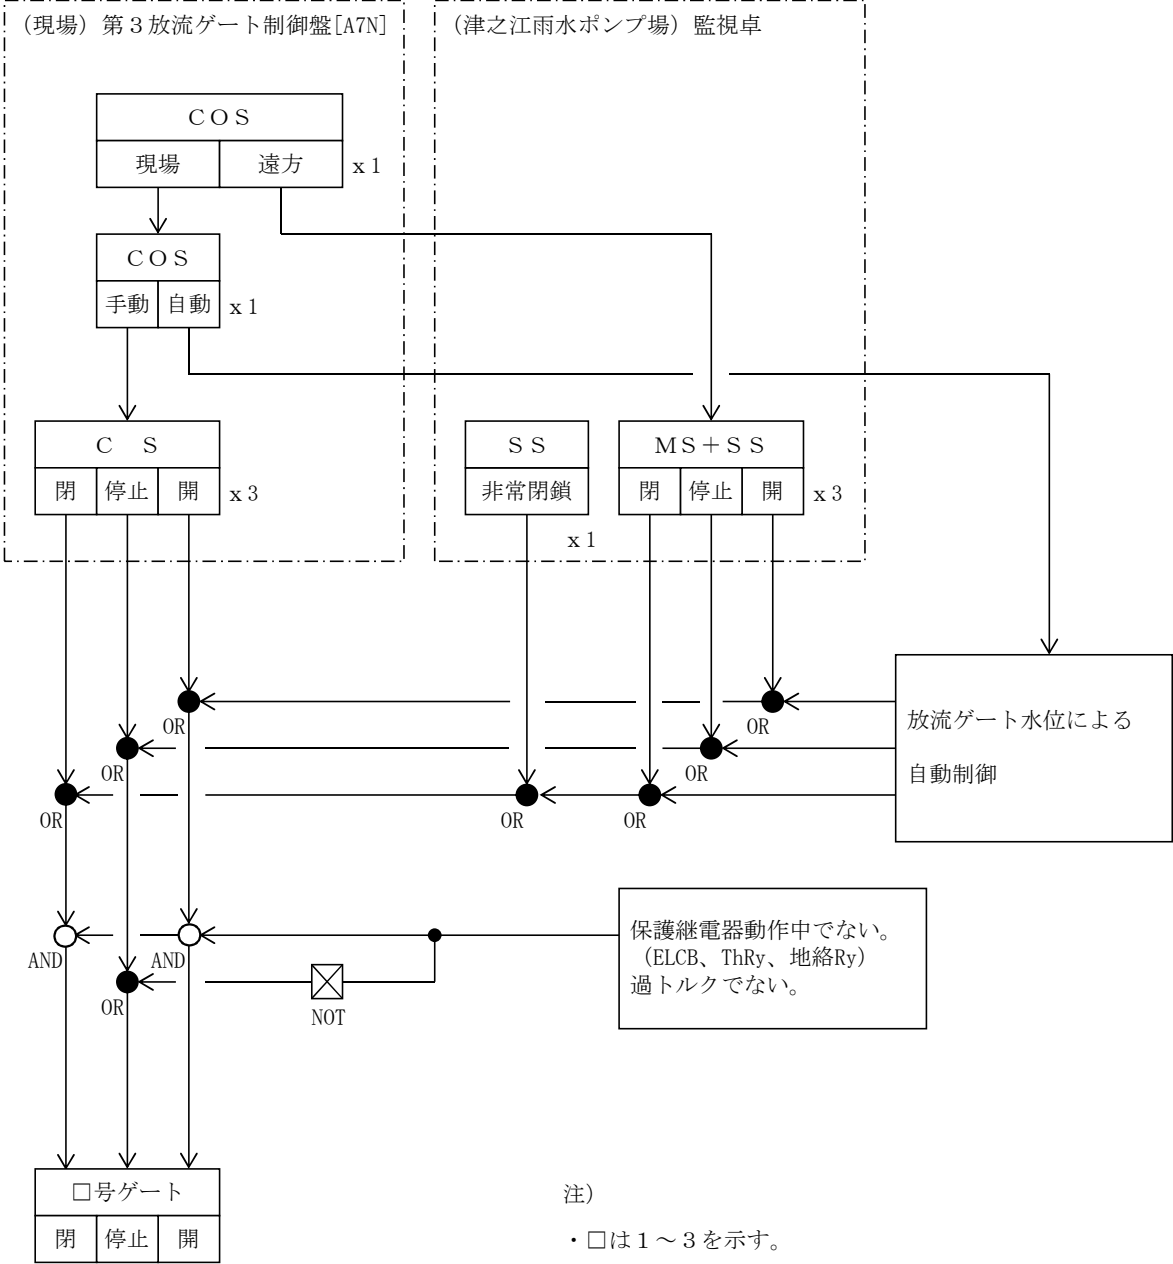 （現場）第３放流ゲート制御盤[A7N]
（津之江雨水ポンプ場）監視卓
ＣＯＳ
現場 遠方 ｘ１
ＣＯＳ
手動 自動 ｘ１
Ｃ　Ｓ
閉 停止 開 ｘ３
ＳＳ
非常閉鎖
ｘ１
ＭＳ＋ＳＳ
閉 停止 開 ｘ３
放流ゲート水位による
自動制御
OR
OR
OR
OR
OR
OR
OR
保護継電器動作中でない。
（ELCB、ThRy、地絡Ry）
過トルクでない。
AND
AND
OR
NOT
□号ゲート
閉 停止 開
注）
・□は１～３を示す。